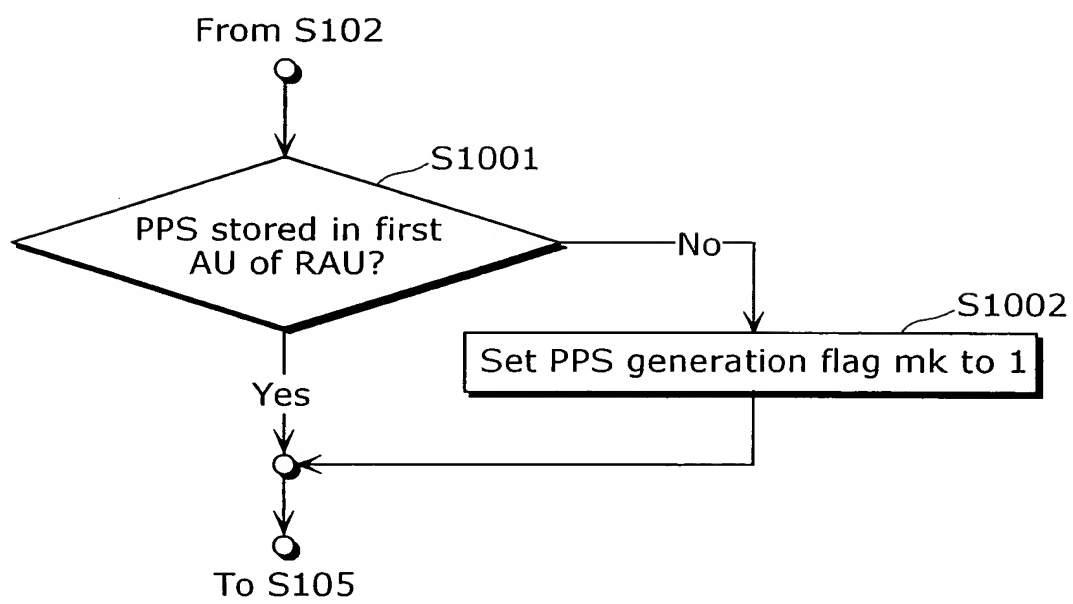 From S102
S1001
PPS stored in first
AU of RAU?
No
S1002
Set PPS generation flag mk to 1
Yes
To S105